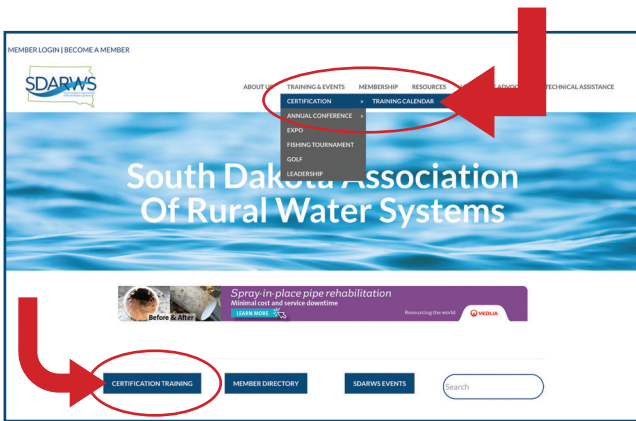 MEMBER LOGIN | BECOME A MEMBER
SDARWS
ABOUT US TRAINING & EVENTS MEMBERSHIP RESOURCES TECHNICAL ASSISTANCE
CERTIFICATION » TRAINING CALENDAR
ANNUAL CONFERENCE »
EXPO
FISHING TOURNAMENT
GOLF
LEADERSHIP
South Dakota Association
Of Rural Water Systems
Spray-in-place pipe rehabilitation
Minimal cost and service downtime
LEARN MORE
Before & After
Resourcing the world
VEOLIA
CERTIFICATION TRAINING MEMBER DIRECTORY SDARWS EVENTS Search